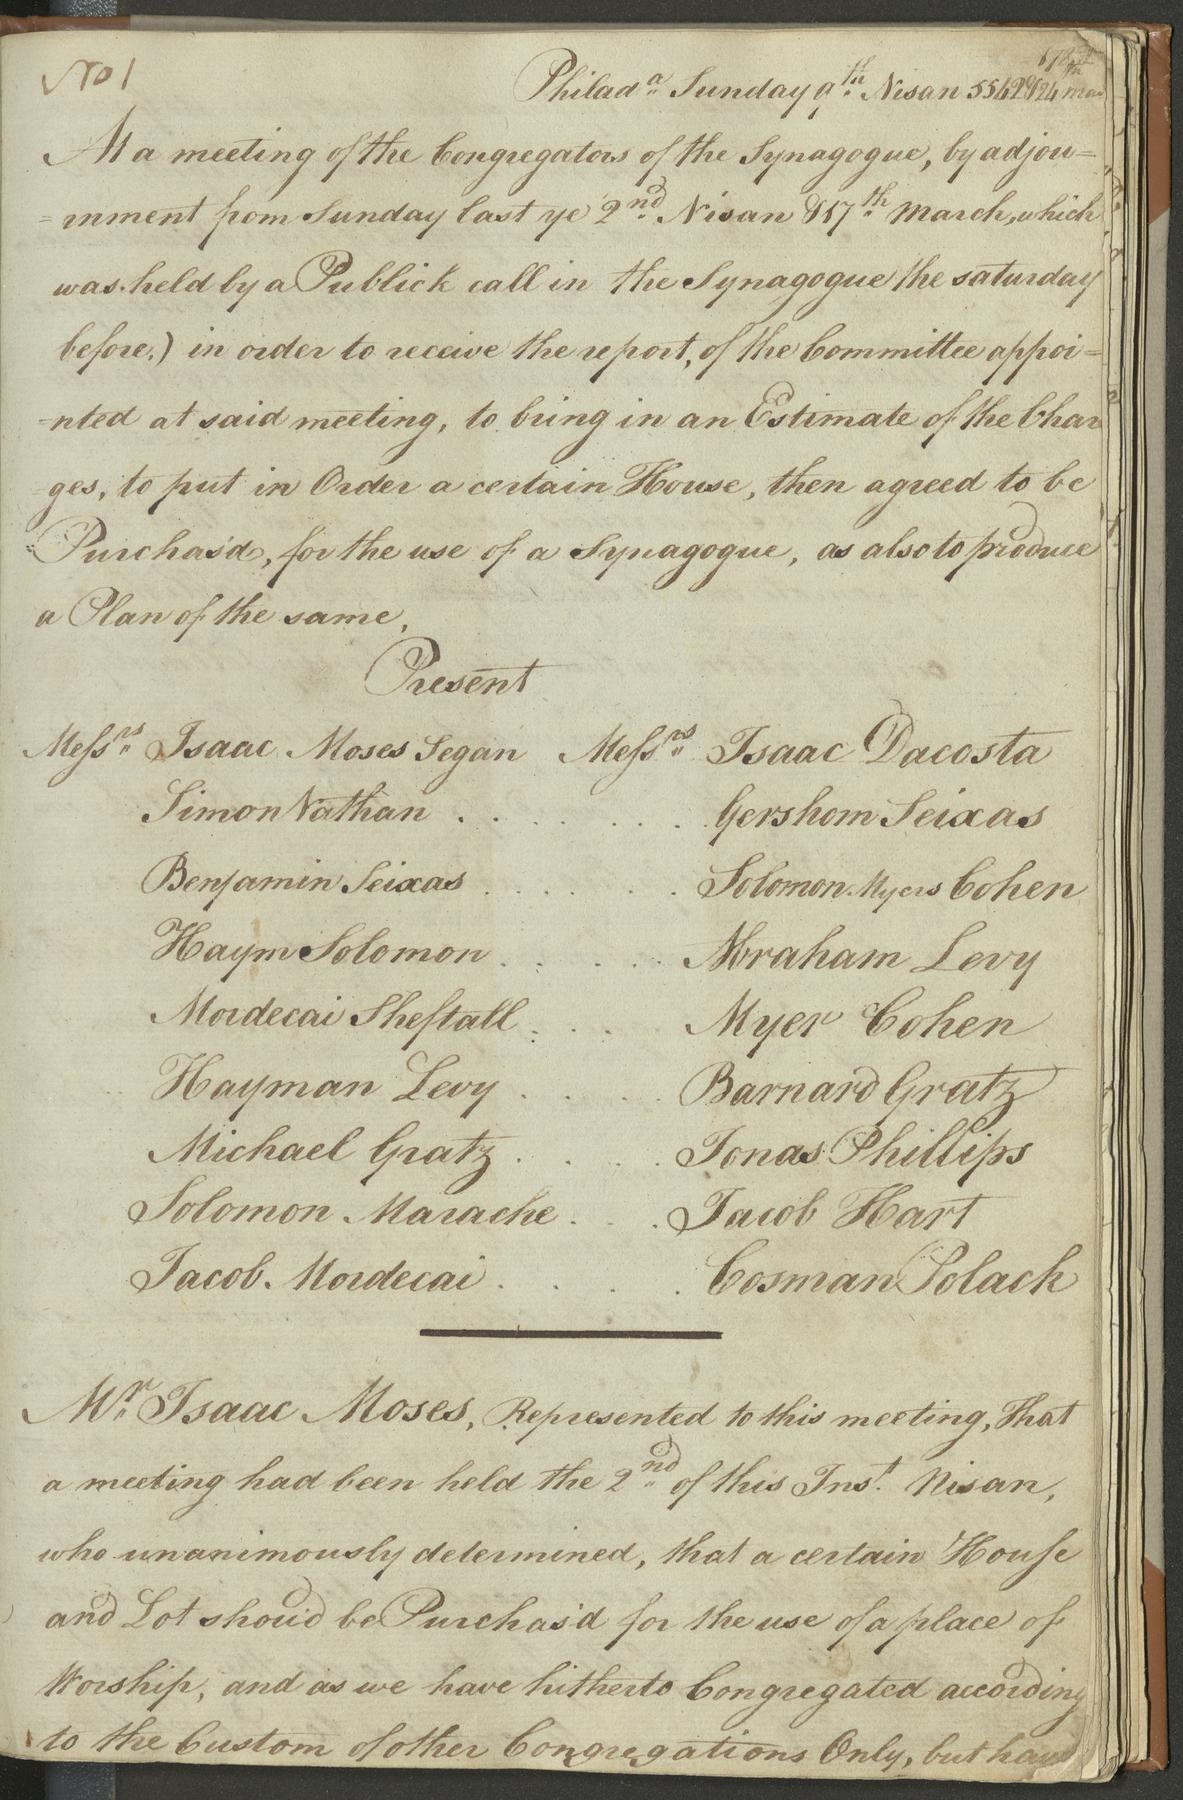 No 1
Philada Sunday 9th Nisan 5542 & 24th Mar
At a meeting of the Congregators of the Synagogue, by adjou=
=rnment from Sunday last ye 2nd Nisan & 17th March, which
was held by a Publick call in the Synagogue the saturday
before,) in order to receive the report, of the Committee appoi=
=nted at said meeting, to bring in an Estimate of the Char
=ges, to put in Order a certain House, then agreed to be
Purchas'd, for the use of a Synagogue, as also to produce
a Plan of the same,
Present
Messrs Isaac Moses Segan Messrs Isaac Dacosta
Simon Nathan . . . . . . . Gershom Seixas
Benjamin Seixas . . . . . . Solomon Myers Cohen
Haym Solomon . . . . . Abraham Levy
Mordecai Sheftall . . . Myer Cohen
Hayman Levy . . . . Barnard Gratz
Michael Gratz . . . . Jonas Phillips
Solomon Marache . . . Jacob Hart
Jacob Mordecai . . . . Cosman Polack
Mr Isaac Moses, Represented to this meeting, That
a meeting had been held the 2nd of this Inst. Nisan,
who unanimously determined, that a certain House
and Lot shou'd be Purchas'd for the use of a place of
Worship, and as we have hitherto Congregated according
to the Custom of other Congregations Only, but have